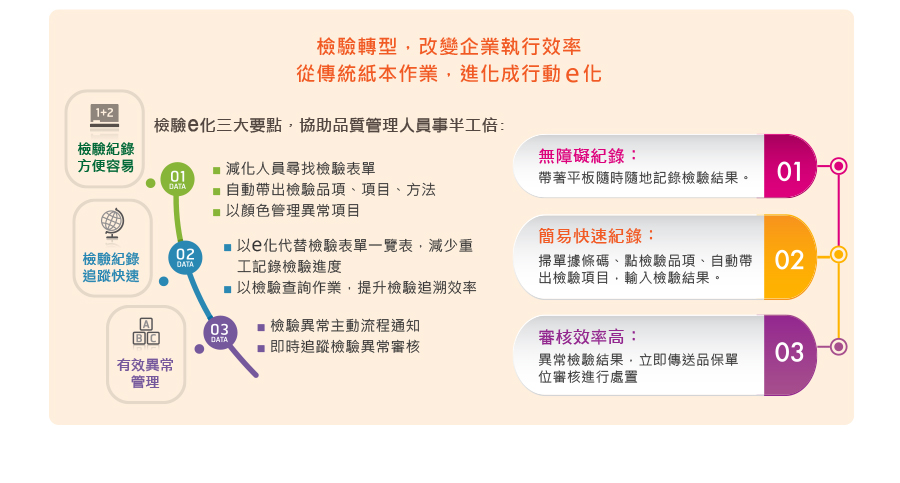 檢驗轉型，改變企業執行效率
從傳統紙本作業，進化成行動e化
檢驗e化三大要點，協助品質管理人員事半工倍：
1+2
檢驗紀錄
方便容易
01
DATA
減化人員尋找檢驗表單
自動帶出檢驗品項、項目、方法
以顏色管理異常項目
檢驗紀錄
追蹤快速
02
DATA
以e化代替檢驗表單一覽表，減少重
工記錄檢驗進度
以檢驗查詢作業，提升檢驗追溯效率
A
B C
有效異常
管理
03
DATA
檢驗異常主動流程通知
即時追蹤檢驗異常審核
無障礙紀錄：
帶著平板隨時隨地記錄檢驗結果。
01
簡易快速紀錄：
掃單據條碼、點檢驗品項、自動帶
出檢驗項目，輸入檢驗結果。
02
審核效率高：
異常檢驗結果，立即傳送品保單
位審核進行處置
03